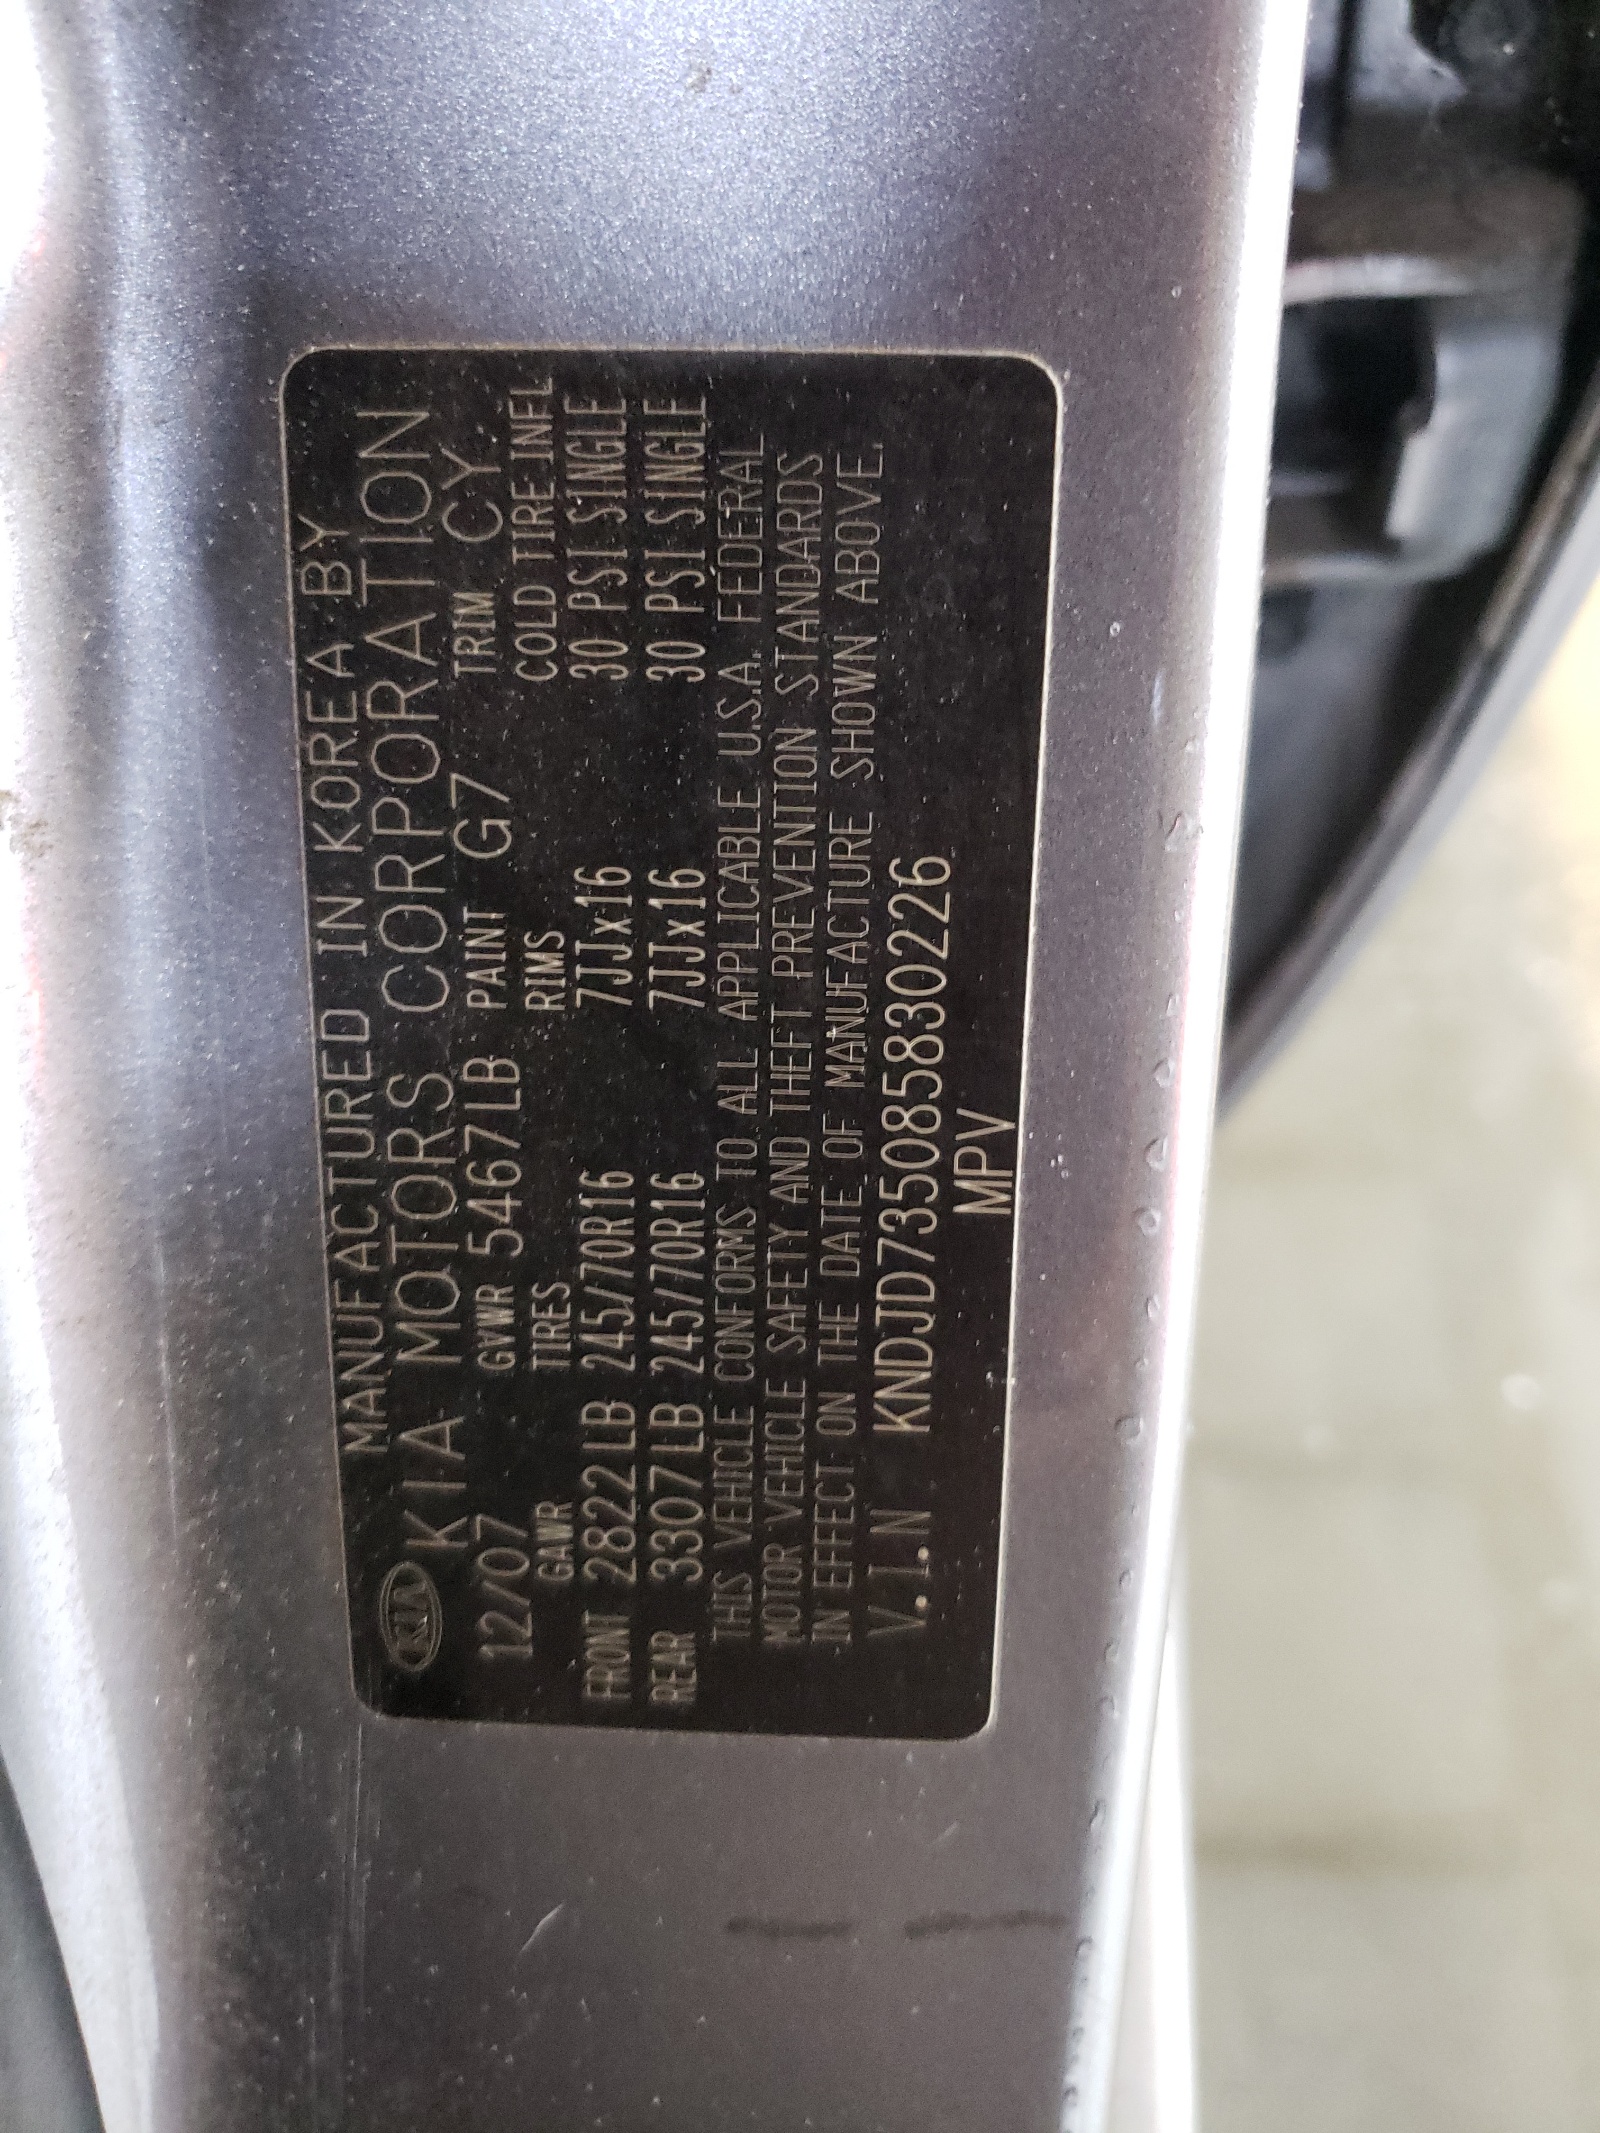 MANUFACTURED IN KOREA BY
KIA KIA MOTORS CORPORATION
12/07 GVWR 5467LB PAINT G7 TRIM CY
GAWR TIRES RIMS COLD TIRE INFL
FRONT 2822LB 245/70R16 7JJx16 30 PSI SINGLE
REAR 3307LB 245/70R16 7JJx16 30 PSI SINGLE
THIS VEHICLE CONFORMS TO ALL APPLICABLE U.S.A. FEDERAL
MOTOR VEHICLE SAFETY AND THEFT PREVENTION STANDARDS
IN EFFECT ON THE DATE OF MANUFACTURE SHOWN ABOVE.
V.I.N KNDJD735085830226
MPV